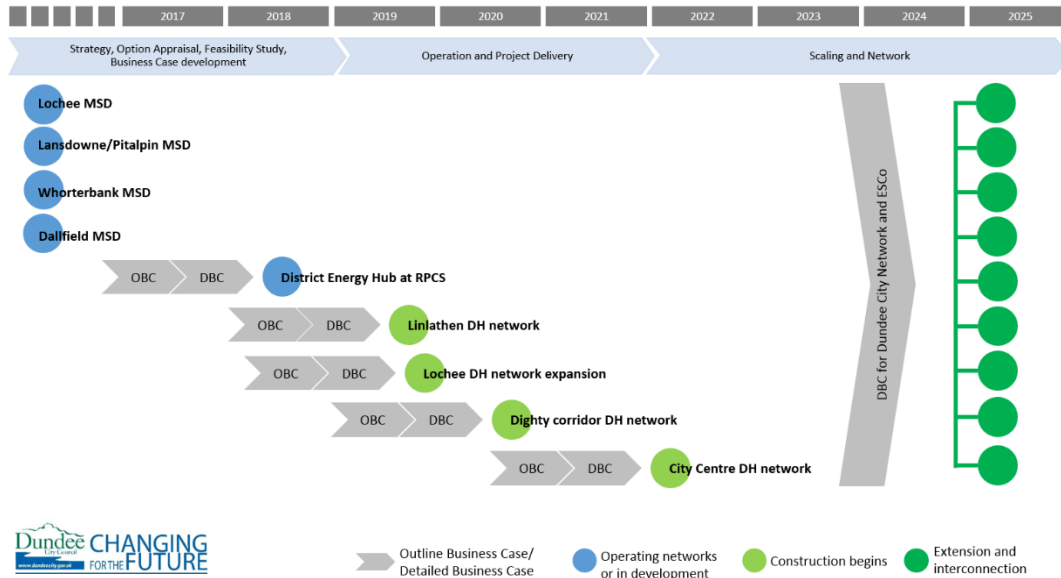 2017 2018 2019 2020 2021 2022 2023 2024 2025
Strategy, Option Appraisal, Feasibility Study,
Business Case development
Operation and Project Delivery
Scaling and Network
Lochee MSD
Lansdowne/Pitalpin MSD
Whorterbank MSD
Dallfield MSD
OBC DBC District Energy Hub at RPCS
OBC DBC Linlathen DH network
OBC DBC Lochee DH network expansion
OBC DBC Dighty corridor DH network
OBC DBC City Centre DH network
DBC for Dundee City Network and ESCo
Dundee
City Council
www.dundeecity.gov.uk
CHANGING
FOR THE FUTURE
Outline Business Case/
Detailed Business Case
Operating networks
or in development
Construction begins
Extension and
interconnection